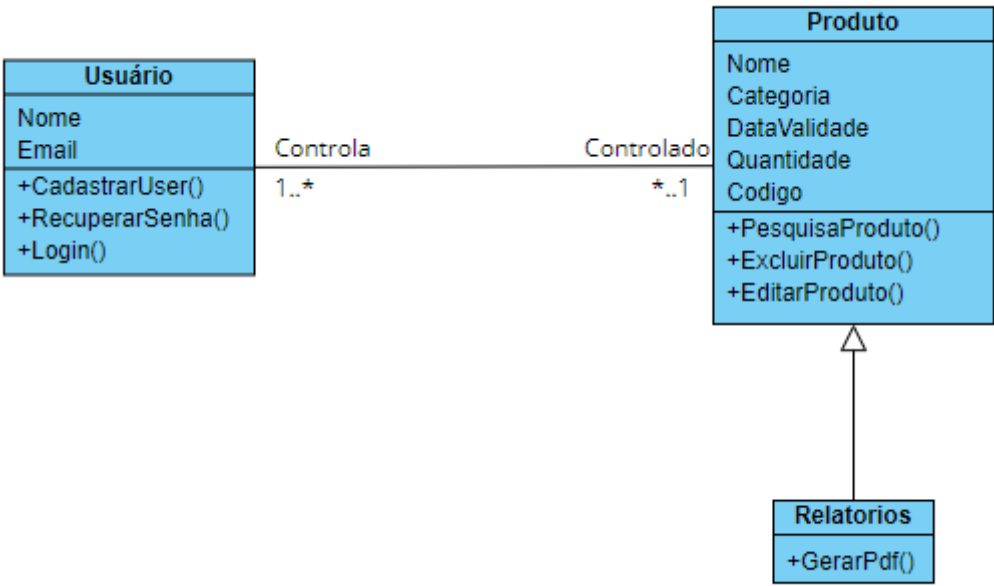 Usuário
Nome
Email
+CadastrarUser()
+RecuperarSenha()
+Login()
Controla
1..*
Controlado
*..1
Produto
Nome
Categoria
DataValidade
Quantidade
Codigo
+PesquisaProduto()
+ExcluirProduto()
+EditarProduto()
Relatorios
+GerarPdf()